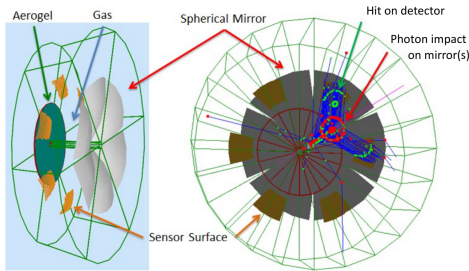 Aerogel
Gas
Spherical Mirror
Hit on detector
Photon impact
on mirror(s)
Sensor Surface